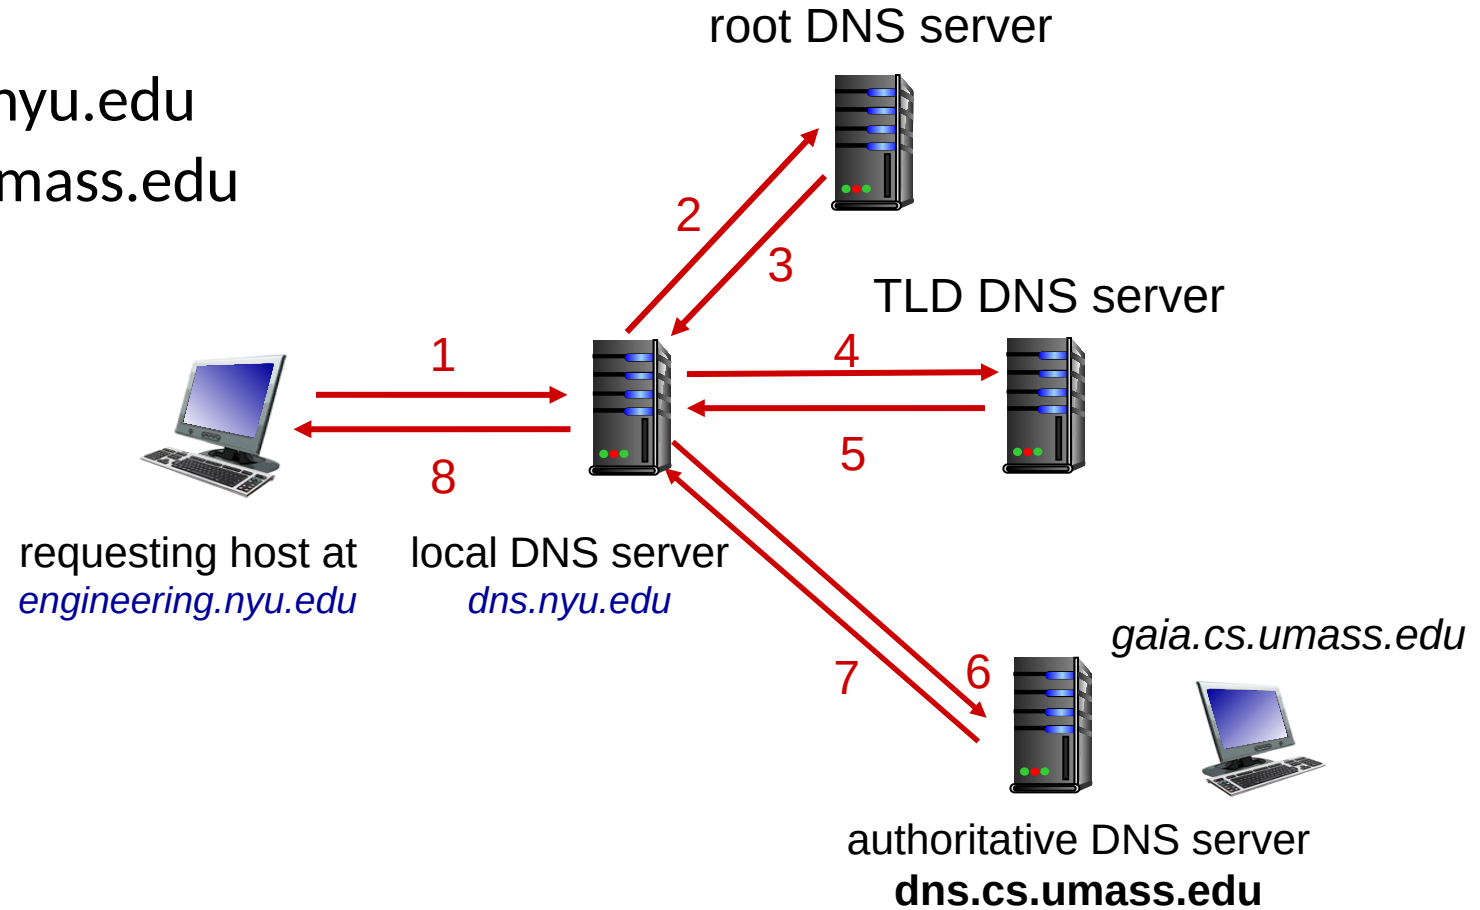 root DNS server
nyu.edu
mass.edu
2
3
TLD DNS server
1
4
8
5
requesting host at
engineering.nyu.edu
local DNS server
dns.nyu.edu
gaia.cs.umass.edu
7
6
authoritative DNS server
dns.cs.umass.edu